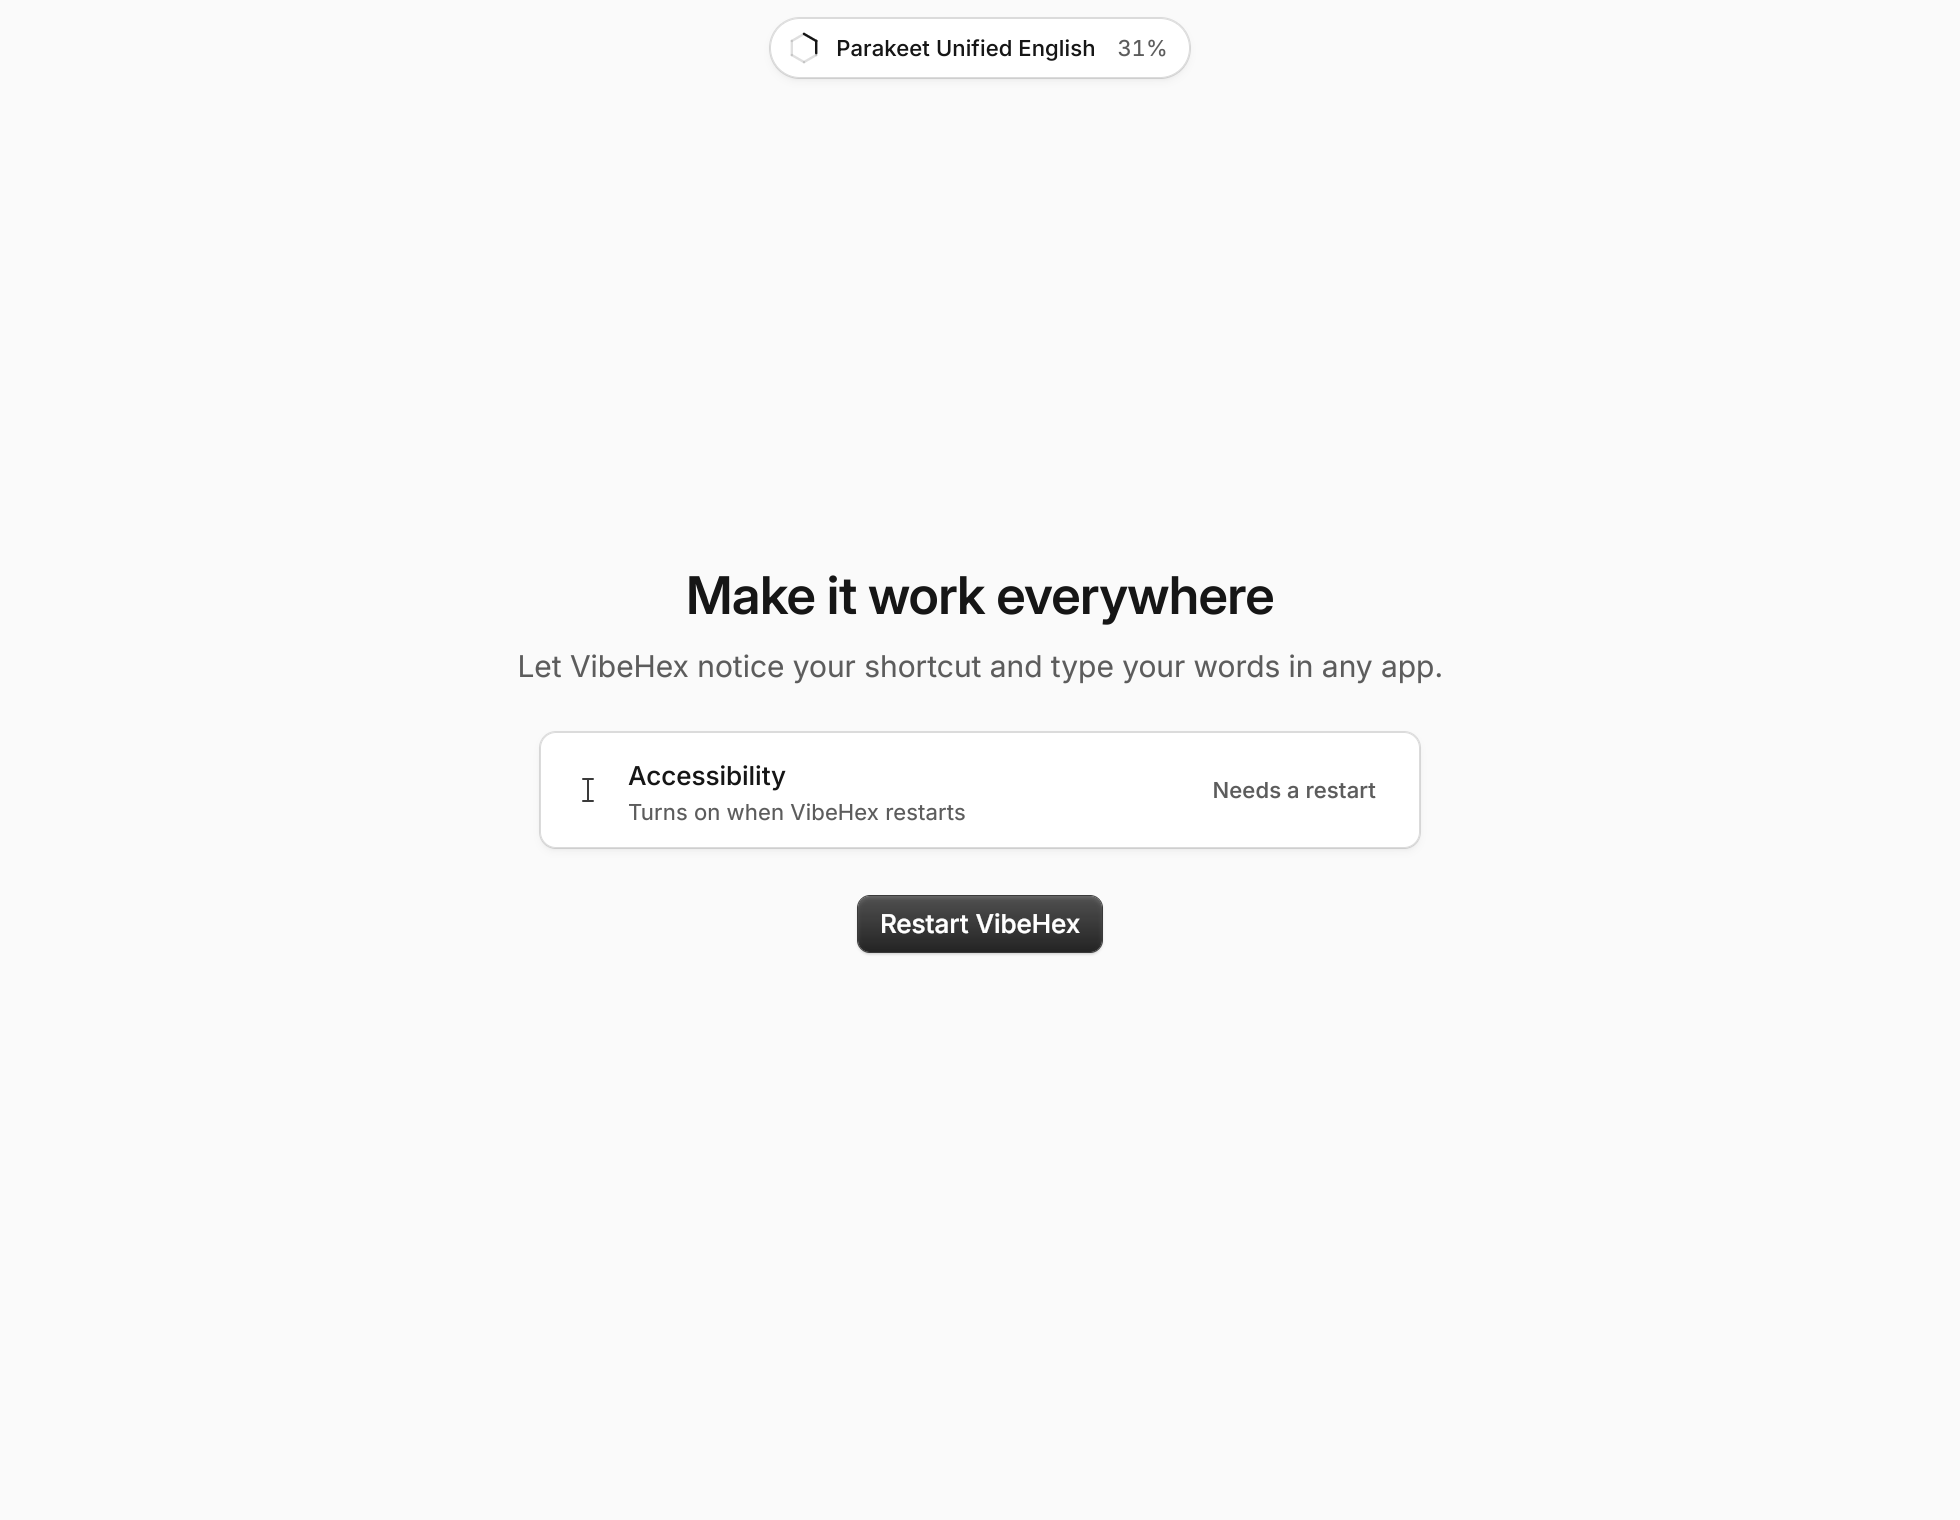 Parakeet Unified English 31%
Make it work everywhere
Let VibeHex notice your shortcut and type your words in any app.
Accessibility
Turns on when VibeHex restarts
Needs a restart
Restart VibeHex